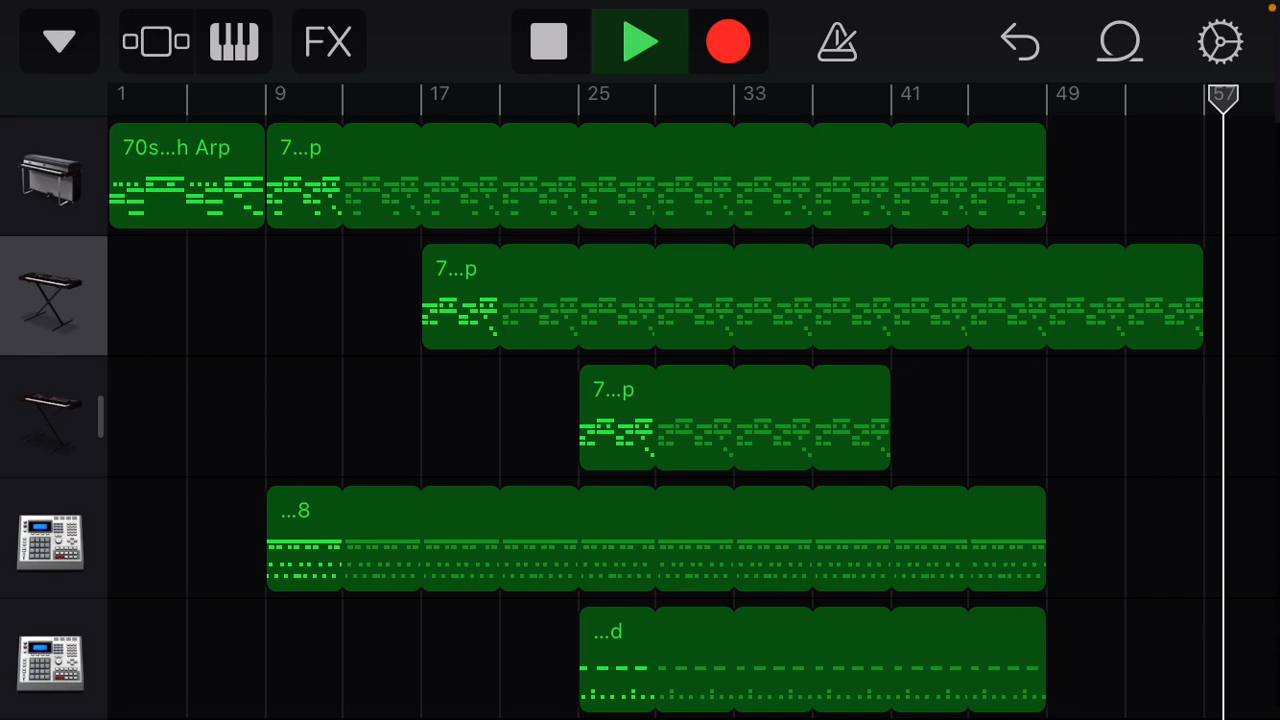 FX
1 9 17 25 33 41 49 57
70s...h Arp 7...p
7...p
7...p
...8
...d